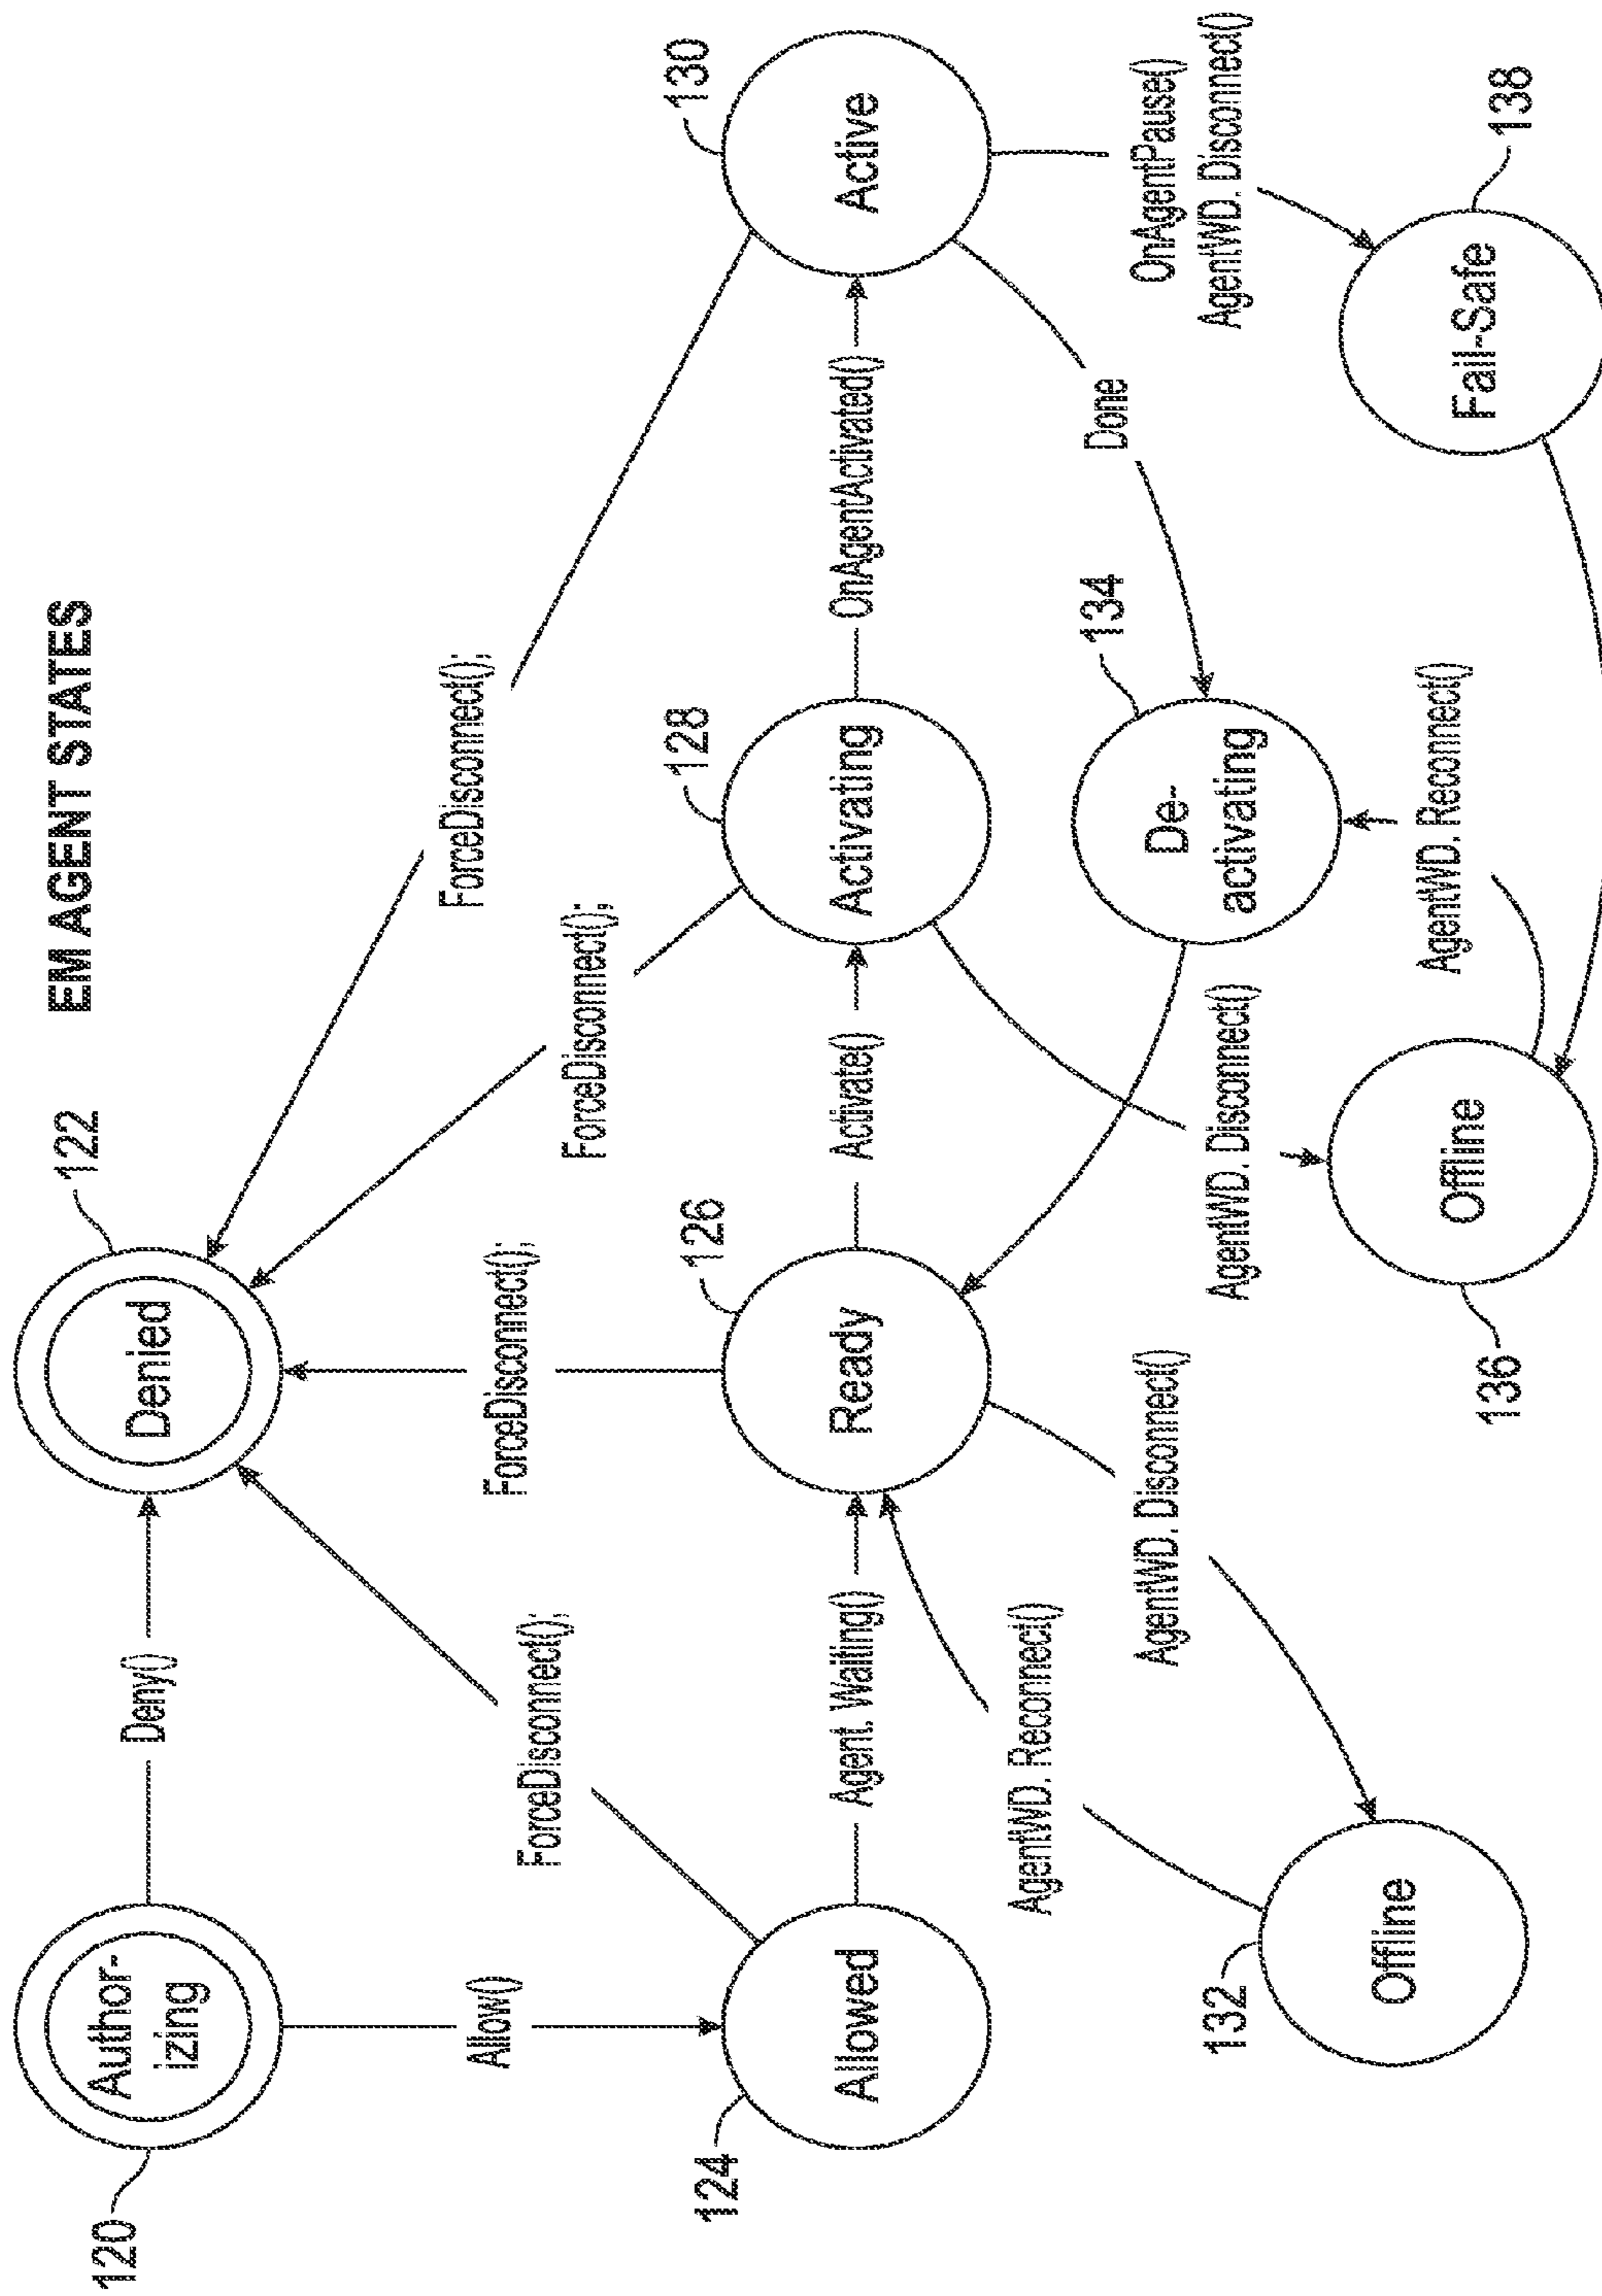 EM AGENT STATES
120
Author-
izing
Deny()
Denied
122
Allow()
ForceDisconnect();
ForceDisconnect();
ForceDisconnect();
ForceDisconnect();
124
Allowed
Agent. Waiting()
Ready
126
Activate()
Activating
128
OnAgentActivated()
Active
130
AgentWD. Reconnect()
AgentWD. Disconnect()
132
Offline
AgentWD. Disconnect()
De-
activating
134
Done
OnAgentPause()
AgentWD. Disconnect()
136
Offline
AgentWD. Reconnect()
Fail-Safe
138